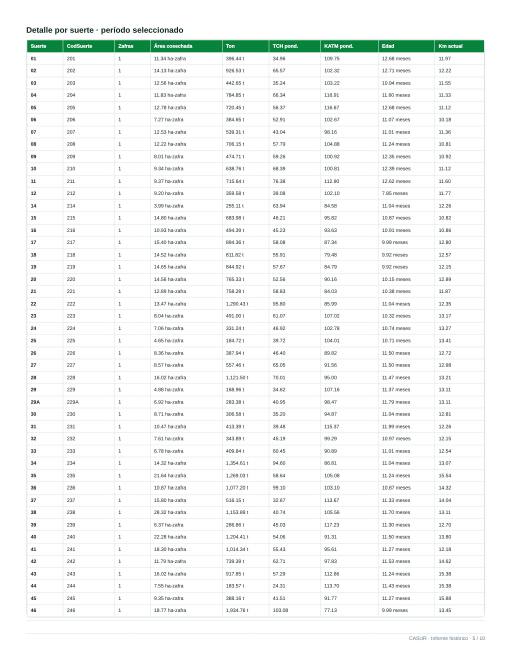 Detalle por suerte · período seleccionado
Suerte CodSuerte Zafras Área cosechada Ton TCH pond. KATM pond. Edad Km actual
01 201 1 11.34 ha-zafra 396.44 t 34.96 109.75 12.68 meses 11.97
02 202 1 14.13 ha-zafra 926.53 t 65.57 102.32 12.71 meses 12.22
03 203 1 12.56 ha-zafra 442.65 t 35.24 103.22 10.94 meses 11.55
04 204 1 11.83 ha-zafra 784.85 t 66.34 116.91 11.60 meses 11.33
05 205 1 12.78 ha-zafra 720.45 t 56.37 116.67 12.68 meses 11.12
06 206 1 7.27 ha-zafra 384.65 t 52.91 102.67 11.07 meses 10.18
07 207 1 12.53 ha-zafra 539.31 t 43.04 98.16 11.01 meses 11.36
08 208 1 12.22 ha-zafra 706.15 t 57.79 104.88 11.24 meses 10.81
09 209 1 8.01 ha-zafra 474.71 t 59.26 100.92 12.36 meses 10.92
10 210 1 9.34 ha-zafra 638.76 t 68.39 100.81 12.39 meses 11.12
11 211 1 9.37 ha-zafra 715.64 t 76.38 112.80 12.62 meses 11.60
12 212 1 9.20 ha-zafra 359.58 t 39.08 102.10 7.85 meses 11.77
14 214 1 3.99 ha-zafra 255.11 t 63.94 84.58 11.04 meses 12.26
15 215 1 14.80 ha-zafra 683.98 t 46.21 95.82 10.87 meses 10.82
16 216 1 10.93 ha-zafra 494.39 t 45.23 93.63 10.91 meses 10.86
17 217 1 15.40 ha-zafra 894.36 t 58.08 87.34 9.99 meses 12.80
18 218 1 14.52 ha-zafra 811.82 t 55.91 79.48 9.92 meses 12.57
19 219 1 14.65 ha-zafra 844.92 t 57.67 84.79 9.92 meses 12.15
20 220 1 14.56 ha-zafra 765.33 t 52.56 90.16 10.15 meses 12.89
21 221 1 12.89 ha-zafra 758.29 t 58.83 84.03 10.38 meses 11.87
22 222 1 13.47 ha-zafra 1,290.43 t 95.80 85.99 11.04 meses 12.35
23 223 1 8.04 ha-zafra 491.00 t 61.07 107.02 10.32 meses 13.17
24 224 1 7.06 ha-zafra 331.24 t 46.92 102.78 10.74 meses 13.27
25 225 1 4.65 ha-zafra 184.72 t 39.72 104.01 10.71 meses 13.41
26 226 1 8.36 ha-zafra 387.94 t 46.40 89.82 11.50 meses 12.72
27 227 1 8.57 ha-zafra 557.46 t 65.05 91.56 11.50 meses 12.88
28 228 1 16.02 ha-zafra 1,121.50 t 70.01 95.00 11.47 meses 13.21
29 229 1 4.88 ha-zafra 168.96 t 34.62 107.16 11.37 meses 13.11
29A 229A 1 6.92 ha-zafra 283.38 t 40.95 98.47 11.79 meses 13.11
30 230 1 8.71 ha-zafra 306.58 t 35.20 94.87 11.04 meses 12.81
31 231 1 10.47 ha-zafra 413.39 t 39.48 115.37 11.99 meses 12.26
32 232 1 7.61 ha-zafra 343.89 t 45.19 99.29 10.97 meses 12.15
33 233 1 6.78 ha-zafra 409.84 t 60.45 90.89 11.01 meses 12.54
34 234 1 14.32 ha-zafra 1,354.61 t 94.60 86.81 11.04 meses 13.07
35 235 1 21.64 ha-zafra 1,269.03 t 58.64 105.08 11.24 meses 15.54
36 236 1 10.87 ha-zafra 1,077.20 t 99.10 103.10 10.87 meses 14.32
37 237 1 15.80 ha-zafra 516.15 t 32.67 113.67 11.33 meses 14.04
38 238 1 28.32 ha-zafra 1,153.89 t 40.74 105.56 11.70 meses 13.11
39 239 1 6.37 ha-zafra 286.86 t 45.03 117.23 11.30 meses 12.70
40 240 1 22.28 ha-zafra 1,204.41 t 54.06 91.31 11.50 meses 13.80
41 241 1 18.30 ha-zafra 1,014.34 t 55.43 95.61 11.27 meses 12.18
42 242 1 11.79 ha-zafra 739.39 t 62.71 97.83 11.53 meses 14.62
43 243 1 16.02 ha-zafra 917.85 t 57.29 112.86 11.24 meses 15.38
44 244 1 7.55 ha-zafra 183.57 t 24.31 113.70 11.43 meses 15.38
45 245 1 9.35 ha-zafra 388.16 t 41.51 91.77 11.27 meses 15.88
46 246 1 18.77 ha-zafra 1,934.76 t 103.08 77.13 9.99 meses 13.45
CASUR · Informe histórico · 5 / 10